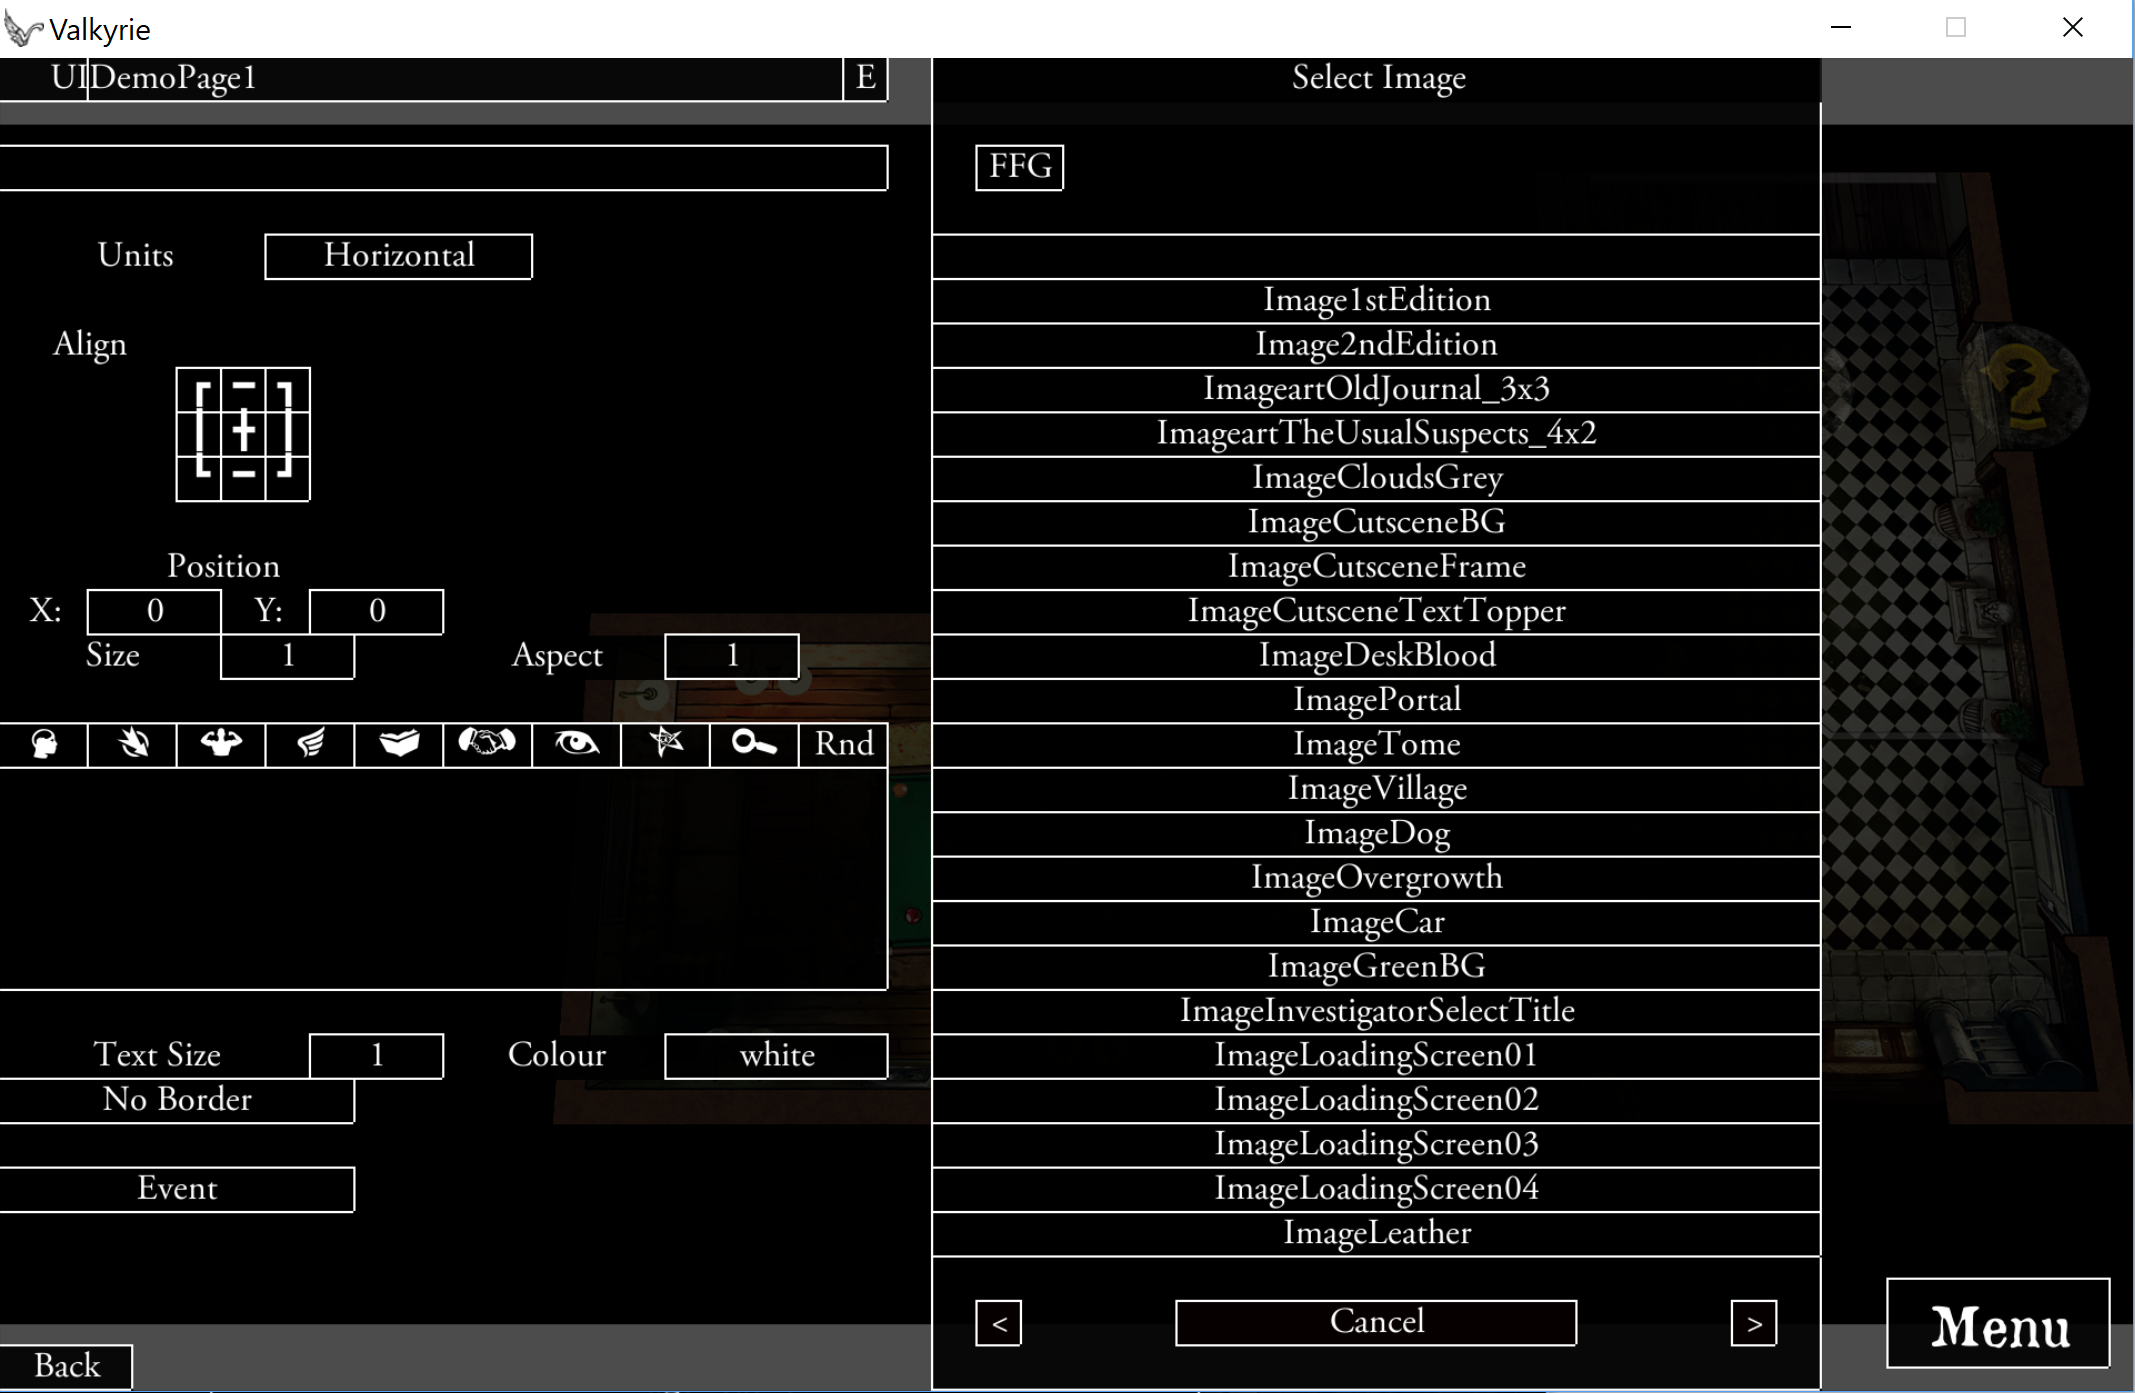 Valkyrie
UIDemoPage1
E
Units
Horizontal
Align
Position
X:
0
Y:
0
Size
1
Aspect
1
Rnd
Text Size
1
Colour
white
No Border
Event
Back
Select Image
FFG
Image1stEdition
Image2ndEdition
ImageartOldJournal_3x3
ImageartTheUsualSuspects_4x2
ImageCloudsGrey
ImageCutsceneBG
ImageCutsceneFrame
ImageCutsceneTextTopper
ImageDeskBlood
ImagePortal
ImageTome
ImageVillage
ImageDog
ImageOvergrowth
ImageCar
ImageGreenBG
ImageInvestigatorSelectTitle
ImageLoadingScreen01
ImageLoadingScreen02
ImageLoadingScreen03
ImageLoadingScreen04
ImageLeather
<
Cancel
>
Menu